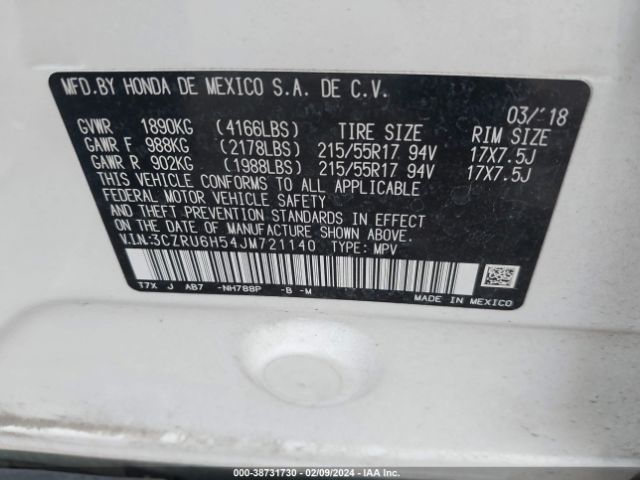 MFD.BY HONDA DE MEXICO S.A. DE C.V.
03/18
GVWR 1890KG (4166LBS) TIRE SIZE RIM SIZE
GAWR F 988KG (2178LBS) 215/55R17 94V 17X7.5J
GAWR R 902KG (1988LBS) 215/55R17 94V 17X7.5J
THIS VEHICLE CONFORMS TO ALL APPLICABLE
FEDERAL MOTOR VEHICLE SAFETY
AND THEFT PREVENTION STANDARDS IN EFFECT
ON THE DATE OF MANUFACTURE SHOWN ABOVE.
V.I.N.:3CZRU6H54JM721140 TYPE: MPV
T7X J AB7 -NH788P -B -M
MADE IN MEXICO
000-38731730 - 02/09/2024 - IAA Inc.